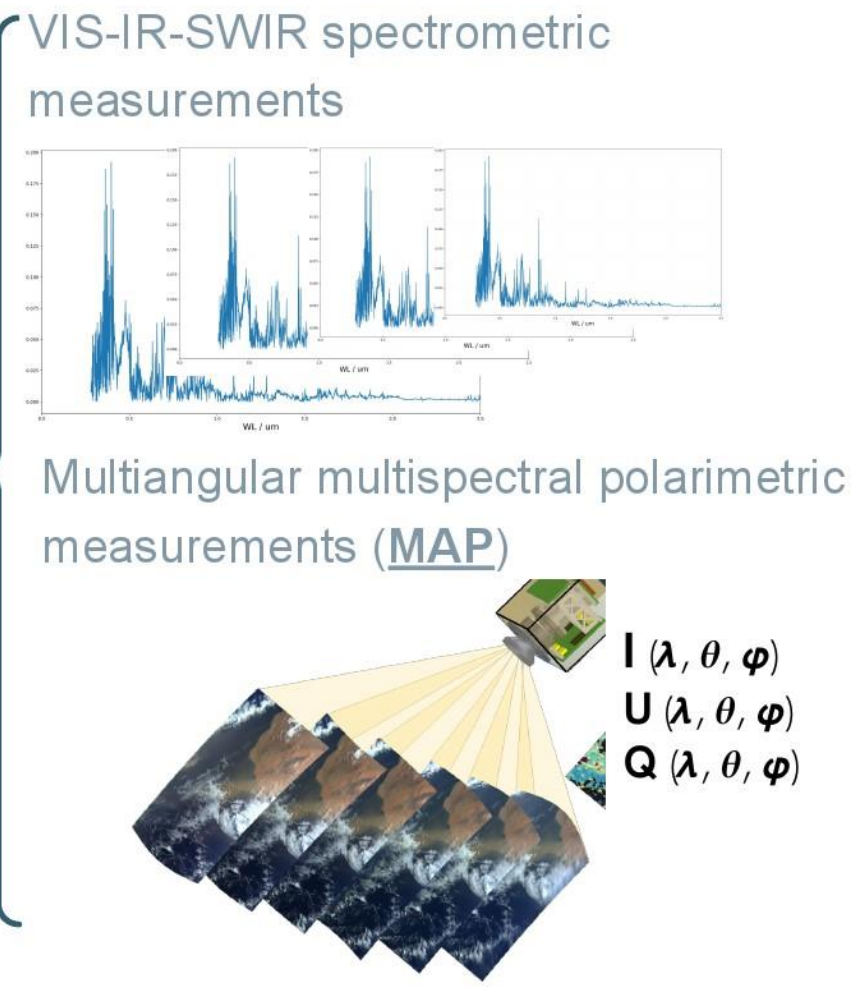 VIS-IR-SWIR spectrometric
measurements
WL / um
WL / um
WL / um
WL / um
Multiangular multispectral polarimetric
measurements (MAP)
I (λ, θ, φ)
U (λ, θ, φ)
Q (λ, θ, φ)